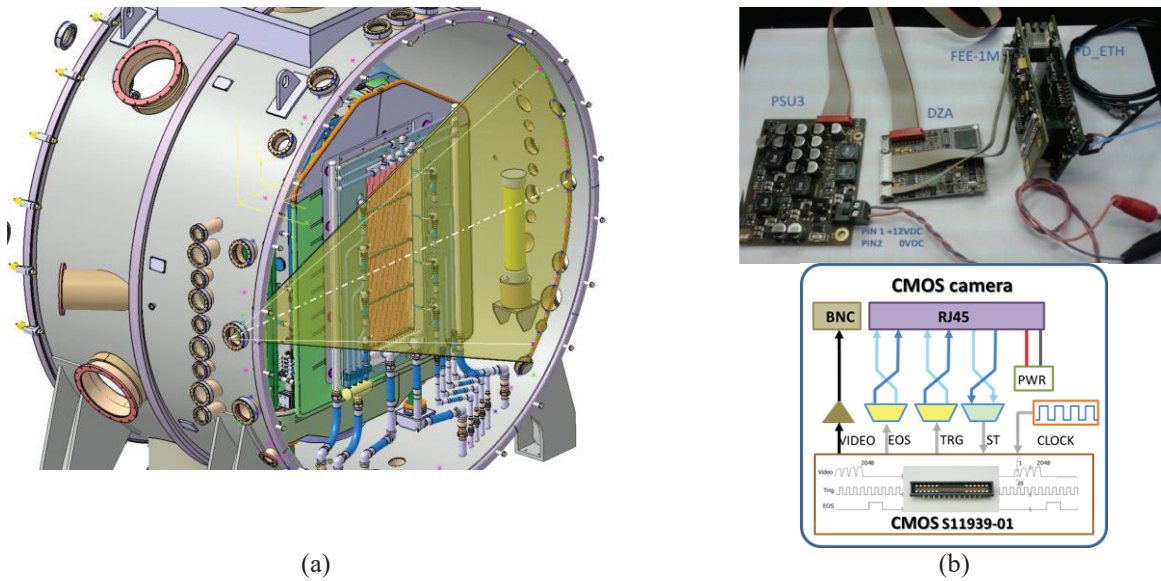 FEE-1M
PD_ETH
PSU3
DZA
PIN 1 +12VDC
PIN2 0VDC
CMOS camera
BNC
RJ45
PWR
VIDEO
EOS
TRG
ST
CLOCK
2048
1
2048
Video
39
Trig
EOS
CMOS S11939-01
(a)
(b)